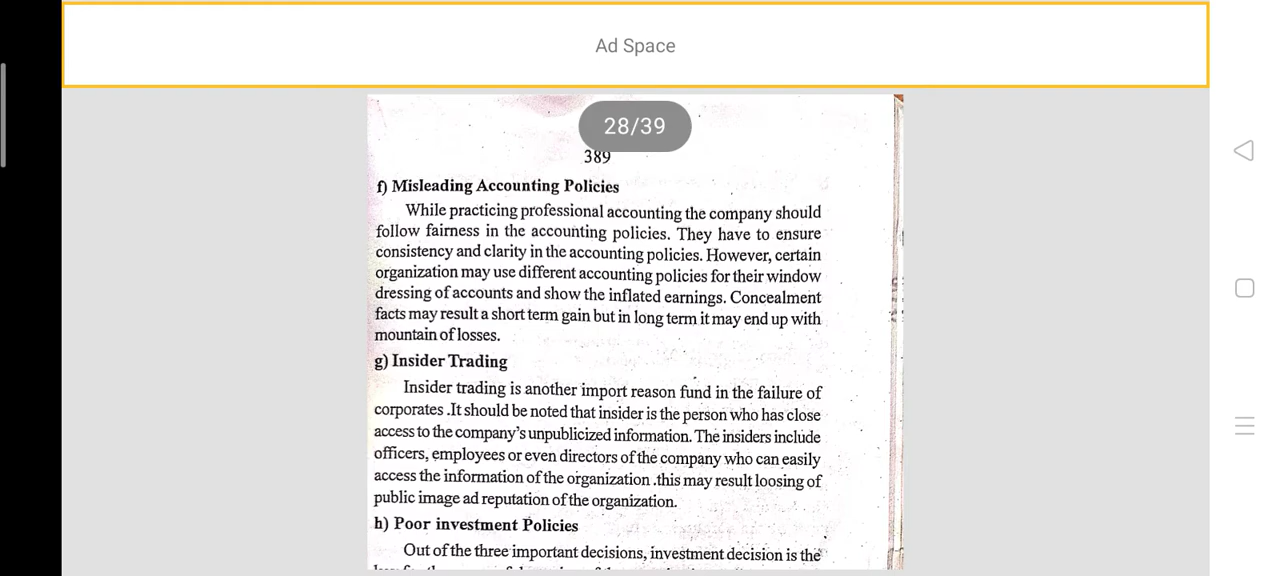 Ad Space
28/39
389
f) Misleading Accounting Policies
While practicing professional accounting the company should
follow fairness in the accounting policies. They have to ensure
consistency and clarity in the accounting policies. However, certain
organization may use different accounting policies for their window
dressing of accounts and show the inflated earnings. Concealment
facts may result a short term gain but in long term it may end up with
mountain of losses.
g) Insider Trading
Insider trading is another import reason fund in the failure of
corporates .It should be noted that insider is the person who has close
access to the company's unpublicized information. The insiders include
officers, employees or even directors of the company who can easily
access the information of the organization .this may result loosing of
public image ad reputation of the organization.
h) Poor investment Policies
Out of the three important decisions, investment decision is the